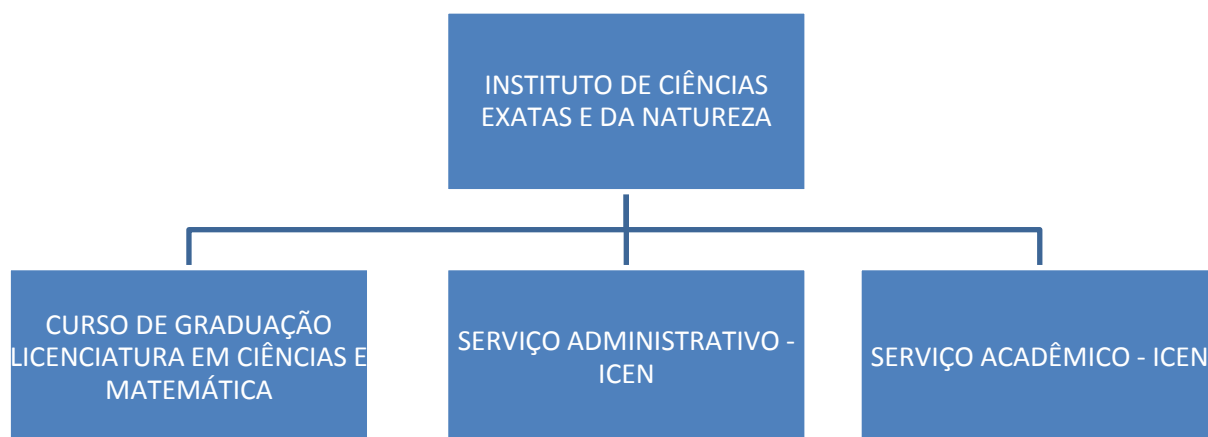 INSTITUTO DE CIÊNCIAS
EXATAS E DA NATUREZA
CURSO DE GRADUAÇÃO
LICENCIATURA EM CIÊNCIAS E
MATEMÁTICA
SERVIÇO ADMINISTRATIVO -
ICEN
SERVIÇO ACADÊMICO - ICEN